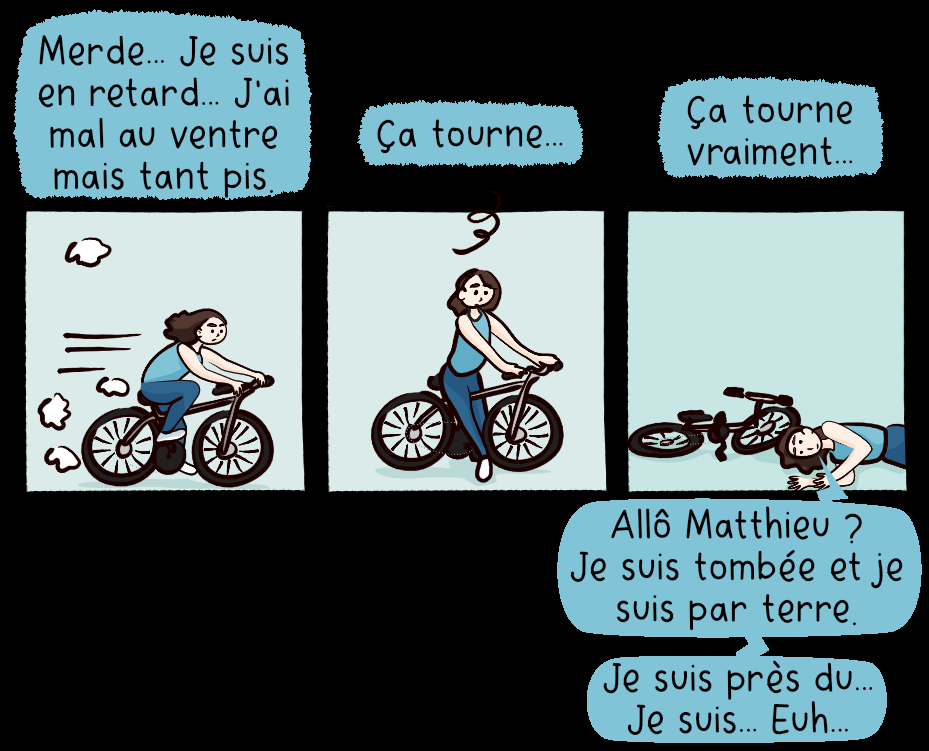 Merde... Je suis
en retard... J'ai
mal au ventre
mais tant pis.
Ça tourne...
Ça tourne
vraiment...
Allô Matthieu ?
Je suis tombée et je
suis par terre.
Je suis près du...
Je suis... Euh...